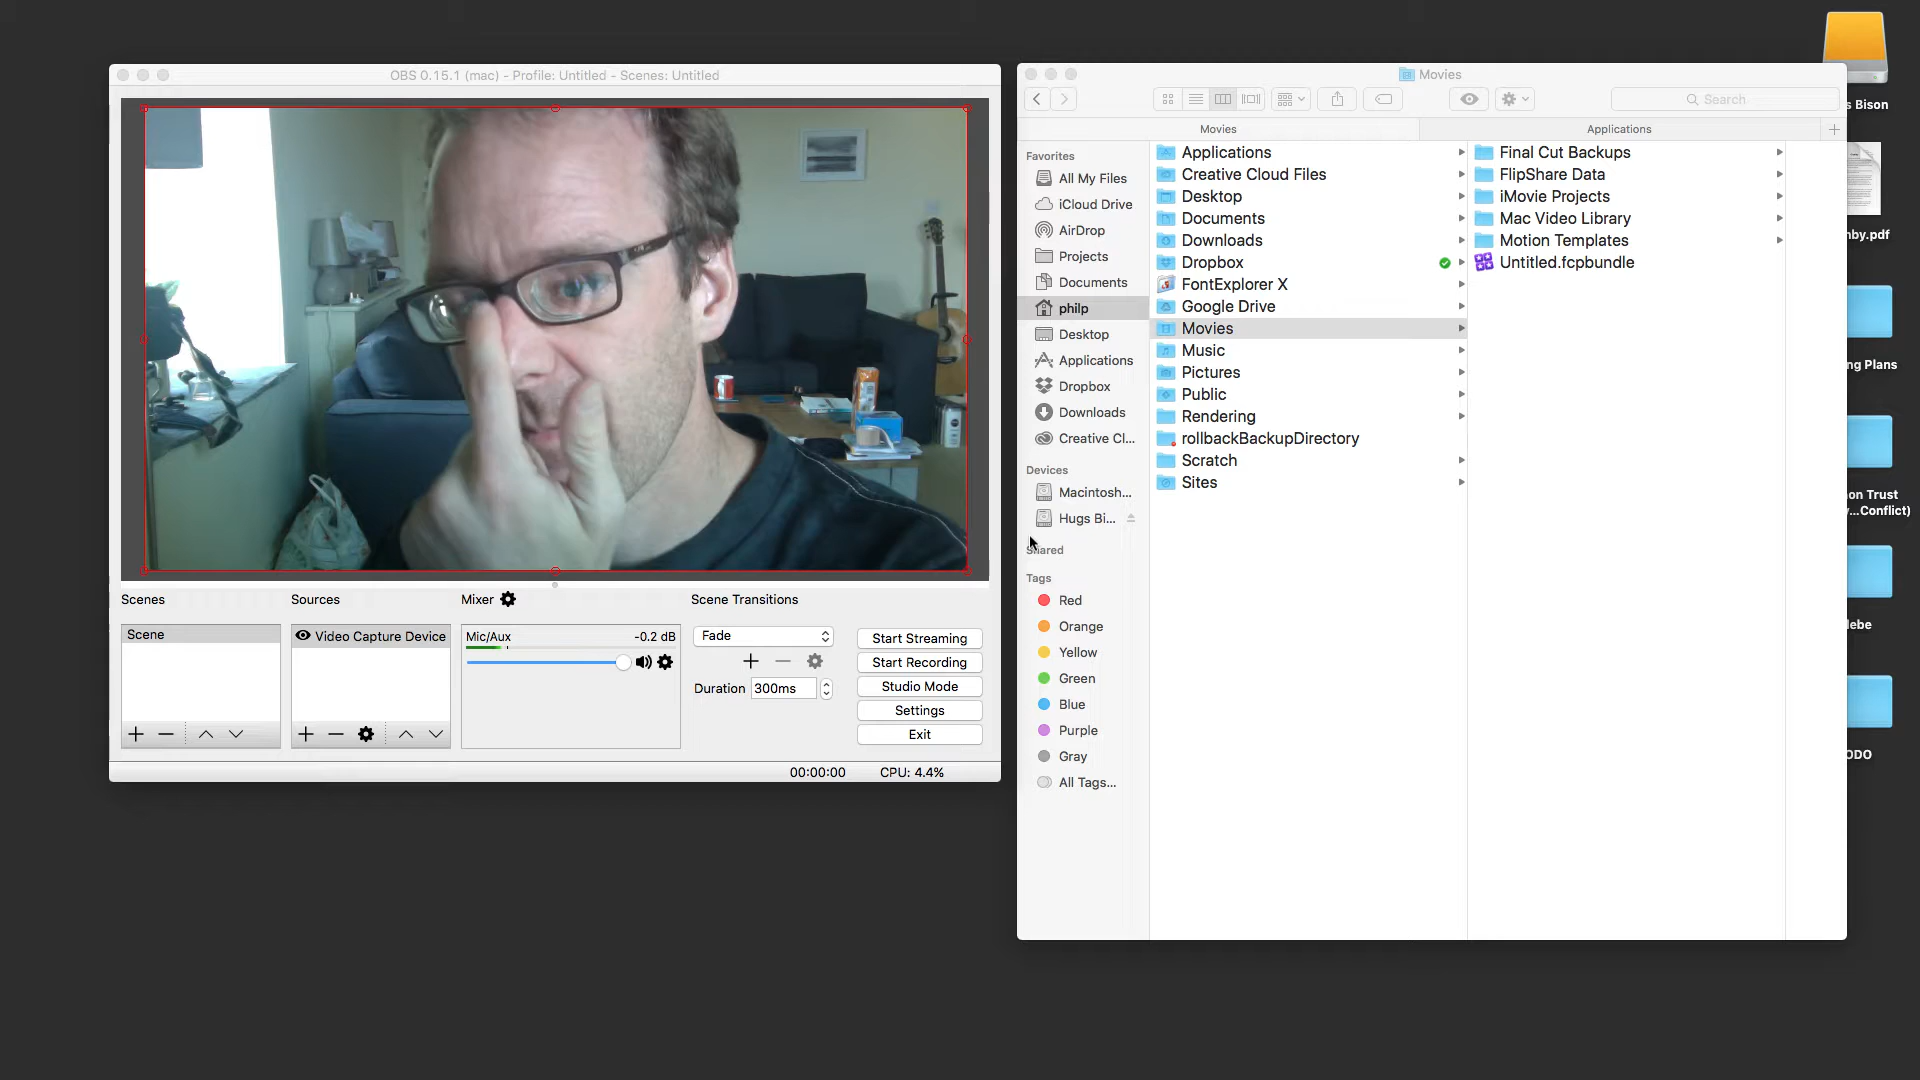 OBS 0.15.1 (mac) - Profile: Untitled - Scenes: Untitled
Scenes
Sources
Mixer
Scene Transitions
Scene
Video Capture Device
Mic/Aux
-0.2 dB
Fade
Duration
300ms
Start Streaming
Start Recording
Studio Mode
Settings
Exit
00:00:00
CPU: 4.4%
Movies
Search
Movies
Applications
Favorites
All My Files
iCloud Drive
AirDrop
Projects
Documents
philp
Desktop
Applications
Dropbox
Downloads
Creative Cl...
Devices
Macintosh...
Hugs Bi...
Shared
Tags
Red
Orange
Yellow
Green
Blue
Purple
Gray
All Tags...
Applications
Creative Cloud Files
Desktop
Documents
Downloads
Dropbox
FontExplorer X
Google Drive
Movies
Music
Pictures
Public
Rendering
rollbackBackupDirectory
Scratch
Sites
Final Cut Backups
FlipShare Data
iMovie Projects
Mac Video Library
Motion Templates
Untitled.fcpbundle
s Bison
nby.pdf
ng Plans
on Trust
...Conflict)
lebe
ODO